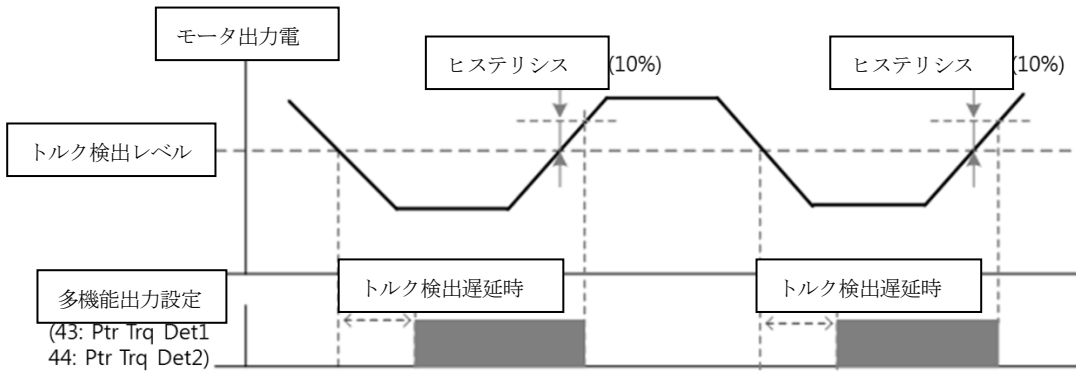 モータ出力電
ヒステリシス (10%)
ヒステリシス (10%)
トルク検出レベル
トルク検出遅延時
トルク検出遅延時
多機能出力設定
(43: Ptr Trq Det1
44: Ptr Trq Det2)